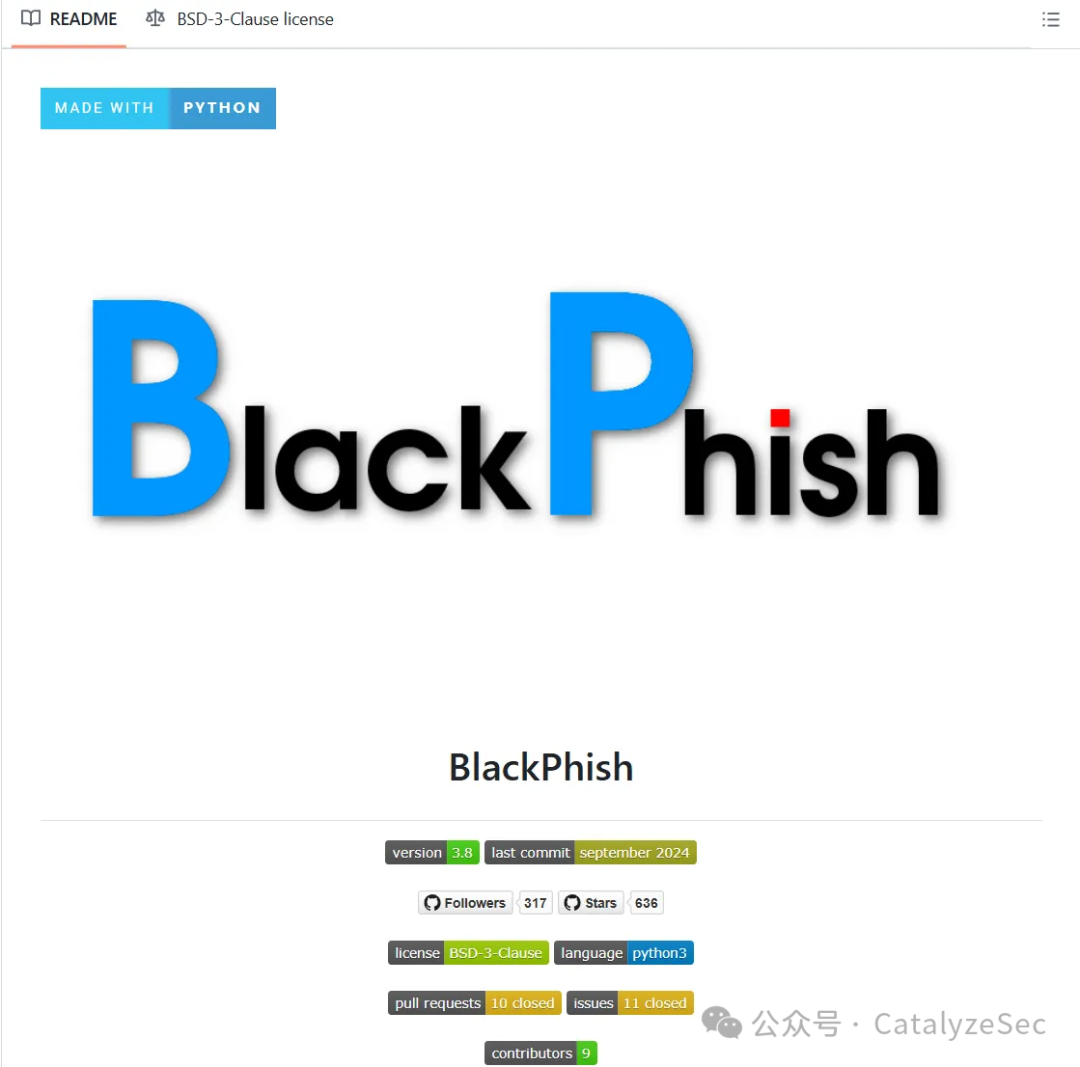 README BSD-3-Clause license
MADE WITH PYTHON
BlackPhish
BlackPhish
version 3.8 last commit september 2024
Followers 317 Stars 636
license BSD-3-Clause language python3
pull requests 10 closed issues 11 closed
公众号 · CatalyzeSec
contributors 9